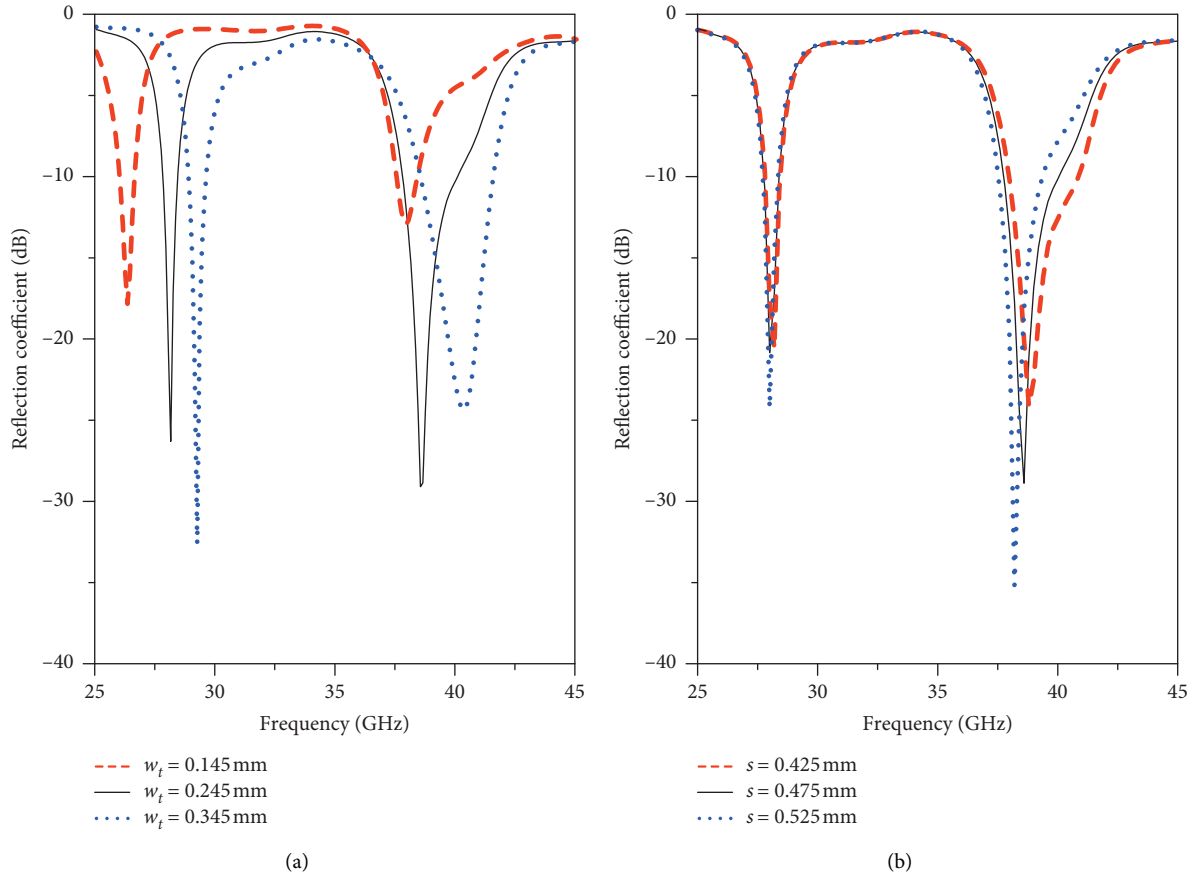 0
−10
−20
−30
−40
Reflection coefficient (dB)
25 30 35 40 45
Frequency (GHz)
w_t = 0.145 mm
w_t = 0.245 mm
w_t = 0.345 mm
(a)
0
−10
−20
−30
−40
Reflection coefficient (dB)
25 30 35 40 45
Frequency (GHz)
s = 0.425 mm
s = 0.475 mm
s = 0.525 mm
(b)